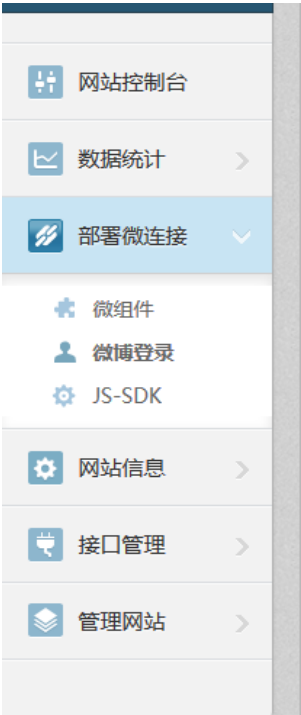 网站控制台
数据统计
部署微连接
微组件
微博登录
JS-SDK
网站信息
接口管理
管理网站